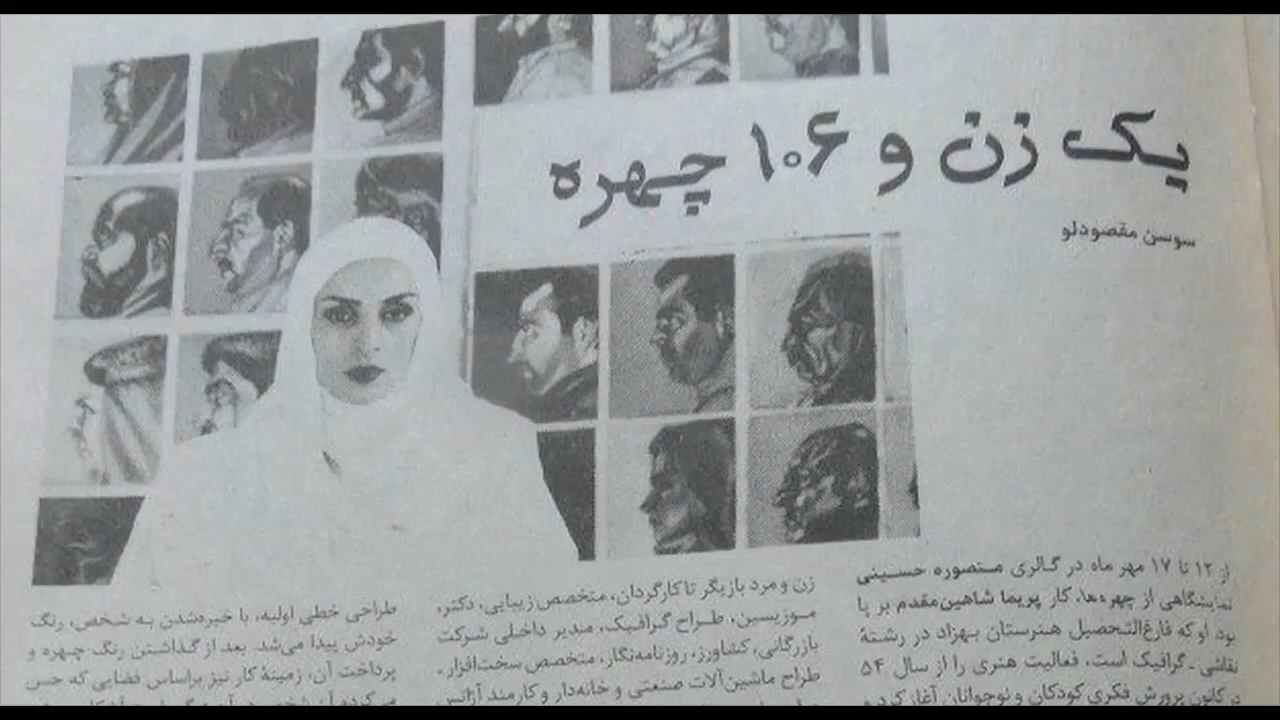 یک زن و ۱۰۶ چهره
سوسن مقصودلو
از ۱۲ تا ۱۷ مهر ماه در گالری منصوره حسینی
نمایشگاهی از چهره‌ها، کار پریما شاهین‌مقدم بر پا
بود. او که فارغ‌التحصیل هنرستان بهزاد در رشتهٔ
نقاشی ـ گرافیک است، فعالیت هنری را از سال ۵۴
در کانون پرورش فکری کودکان و نوجوانان آغاز کرد و
زن و مرد بازیگر تا کارگردان، متخصص زیبایی، دکتر،
موزیسین، طراح گرافیک، مدیر داخلی شرکت
بازرگانی، کشاورز، روزنامه‌نگار، متخصص سخت‌افزار ـ
طراح ماشین‌آلات صنعتی و خانه‌دار و کارمند آژانس
طراحی خطی اولیه، با خیره‌شدن به شخص، رنگ
خودش پیدا می‌شد. بعد از گذاشتن رنگ چهره و
پرداخت آن، زمینهٔ کار نیز براساس فضایی که حس